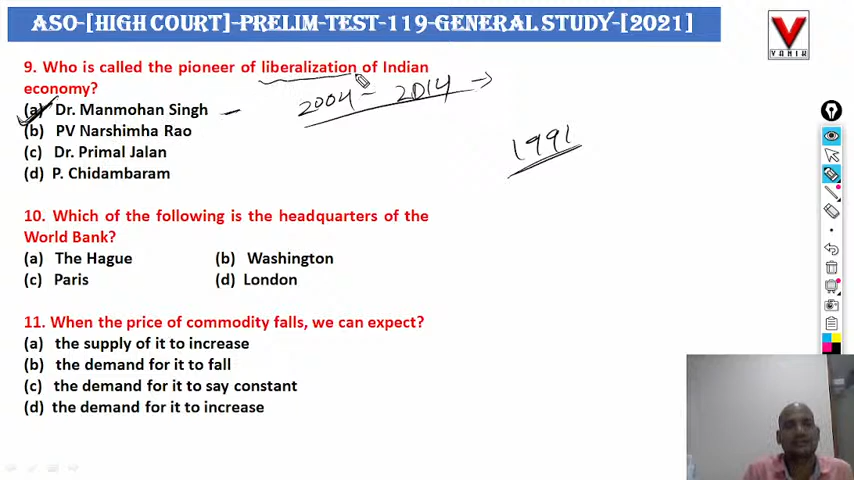 ASO-[HIGH COURT]-PRELIM-TEST-119-GENERAL STUDY-[2021]
VAMIR
9. Who is called the pioneer of liberalization of Indian
economy?
(a) Dr. Manmohan Singh
2004 - 2014
(b) PV Narshimha Rao
1991
(c) Dr. Primal Jalan
(d) P. Chidambaram
10. Which of the following is the headquarters of the
World Bank?
(a) The Hague (b) Washington
(c) Paris (d) London
11. When the price of commodity falls, we can expect?
(a) the supply of it to increase
(b) the demand for it to fall
(c) the demand for it to say constant
(d) the demand for it to increase